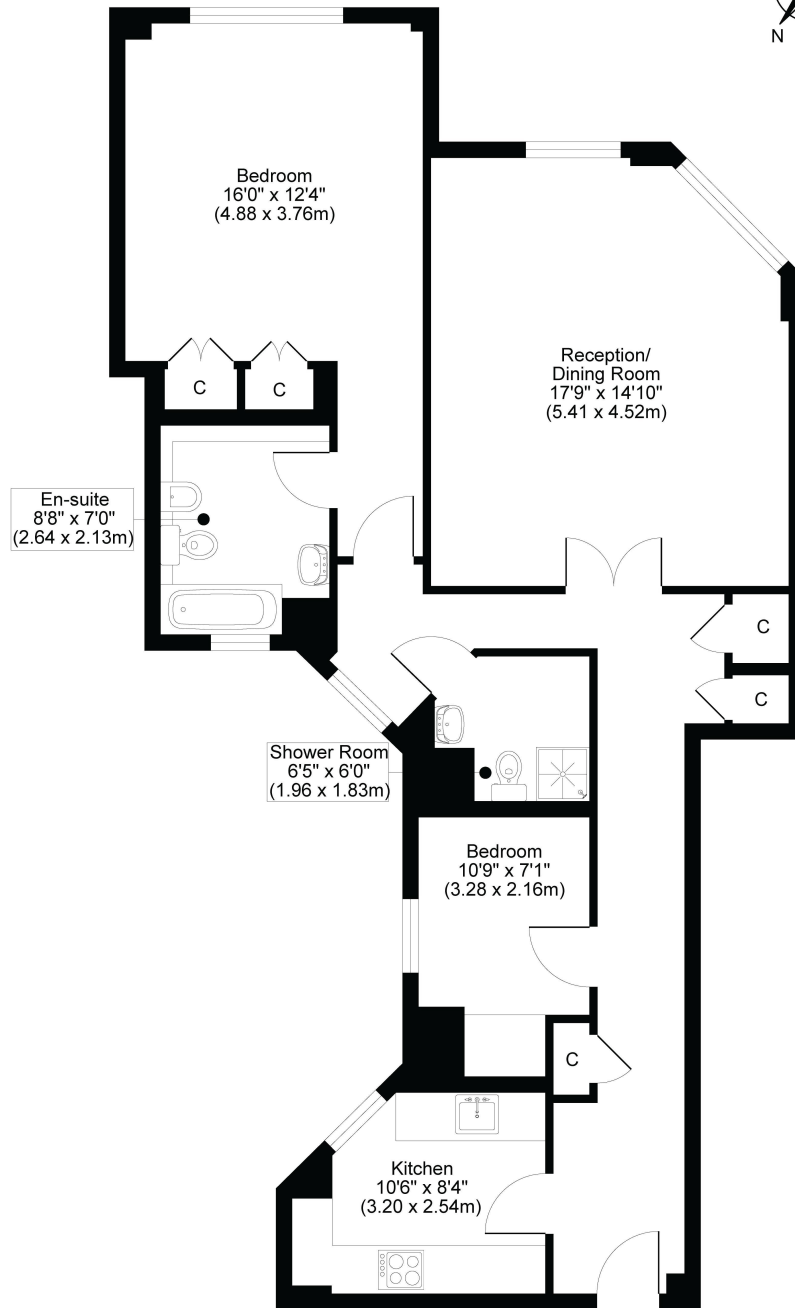 N
Bedroom
16'0" x 12'4"
(4.88 x 3.76m)
Reception/
Dining Room
17'9" x 14'10"
(5.41 x 4.52m)
C
C
En-suite
8'8" x 7'0"
(2.64 x 2.13m)
C
C
Shower Room
6'5" x 6'0"
(1.96 x 1.83m)
Bedroom
10'9" x 7'1"
(3.28 x 2.16m)
C
Kitchen
10'6" x 8'4"
(3.20 x 2.54m)